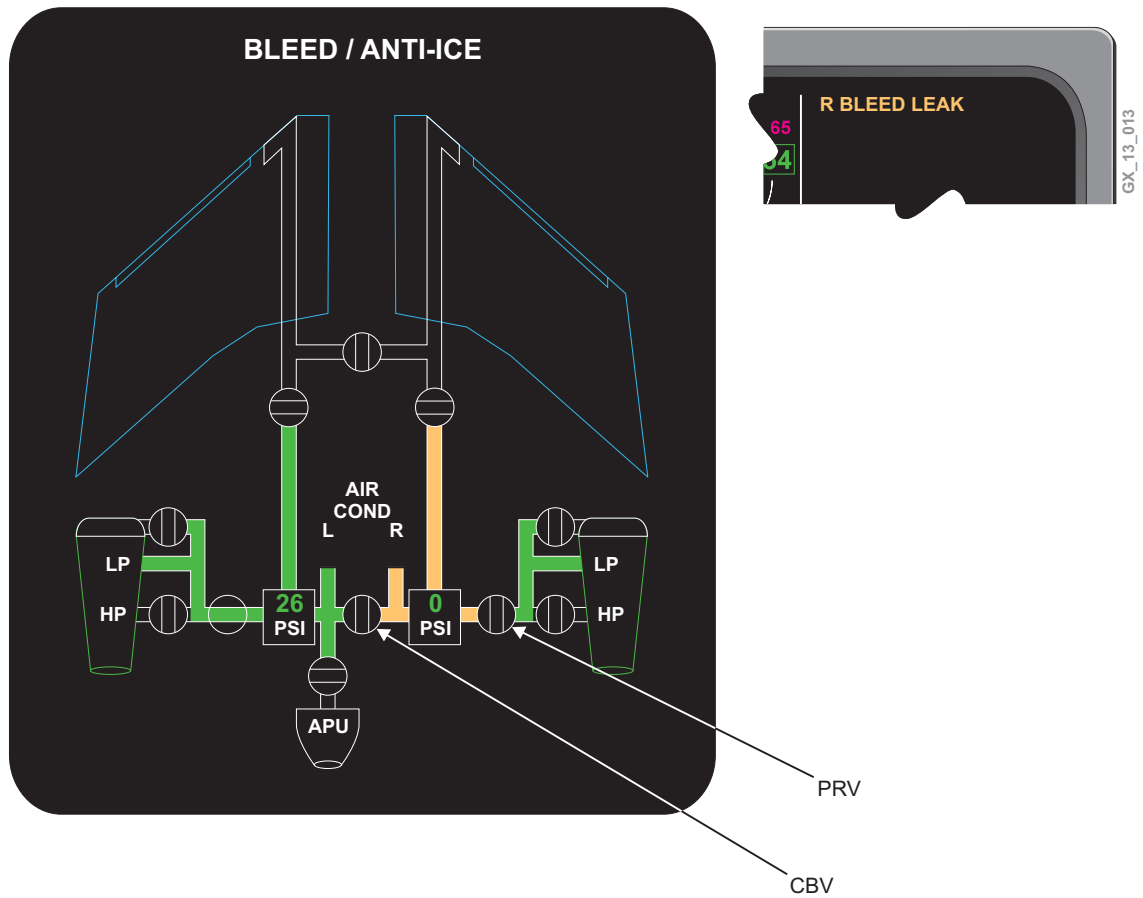 BLEED / ANTI-ICE
R BLEED LEAK
65
54
GX_13_013
AIR
COND
L
R
LP
HP
LP
HP
26
PSI
0
PSI
APU
PRV
CBV